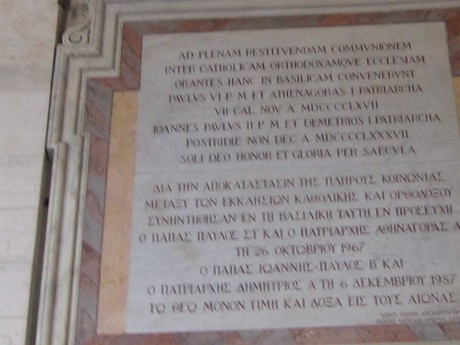 AD PLENAM RESTITVENDAM COMMVNIONEM
INTER CATHOLICAM ORTHODOXAMQVE ECCLESIAM
ORANTES HANC IN BASILICAM CONVENERVNT
PAVLVS VI P. M. ET ATHENAGORAS I PATRIARCHA
VII CAL. NOV. A. MDCCCCLXVII
IOANNES PAVLVS II P. M. ET DEMETRIOS I PATRIARCHA
POSTRIDIE NON. DEC. A. MDCCCCLXXXVII.
SOLI DEO HONOR ET GLORIA PER SAECVLA
ΔΙΑ ΤΗΝ ΑΠΟΚΑΤΑΣΤΑΣΙΝ ΤΗΣ ΠΛΗΡΟΥΣ ΚΟΙΝΩΝΙΑΣ
ΜΕΤΑΞΥ ΤΩΝ ΕΚΚΛΗΣΙΩΝ ΚΑΘΟΛΙΚΗΣ ΚΑΙ ΟΡΘΟΔΟΞΟΥ
ΣΥΝΗΝΤΗΘΗΣΑΝ ΕΝ ΤΗ ΒΑΣΙΛΙΚΗ ΤΑΥΤΗ ΕΝ ΠΡΟΣΕΥΧΗ
Ο ΠΑΠΑΣ ΠΑΥΛΟΣ ΣΤ' ΚΑΙ Ο ΠΑΤΡΙΑΡΧΗΣ ΑΘΗΝΑΓΟΡΑΣ Α
ΤΗ 26 ΟΚΤΩΒΡΙΟΥ 1967
Ο ΠΑΠΑΣ ΙΩΑΝΝΗΣ-ΠΑΥΛΟΣ Β' ΚΑΙ
Ο ΠΑΤΡΙΑΡΧΗΣ ΔΗΜΗΤΡΙΟΣ Α' ΤΗ 6 ΔΕΚΕΜΒΡΙΟΥ 1987
ΤΩ ΘΕΩ ΜΟΝΟΝ ΤΙΜΗ ΚΑΙ ΔΟΞΑ ΕΙΣ ΤΟΥΣ ΑΙΩΝΑΣ